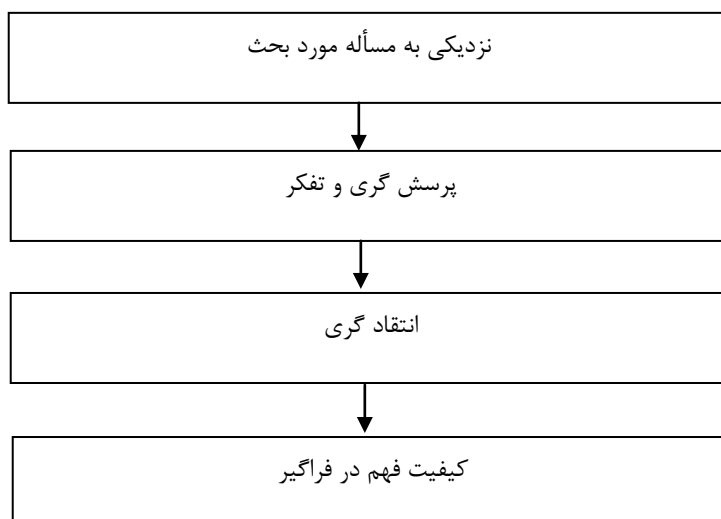 نزدیکی به مسأله مورد بحث
پرسش گری و تفکر
انتقاد گری
کیفیت فهم در فراگیر